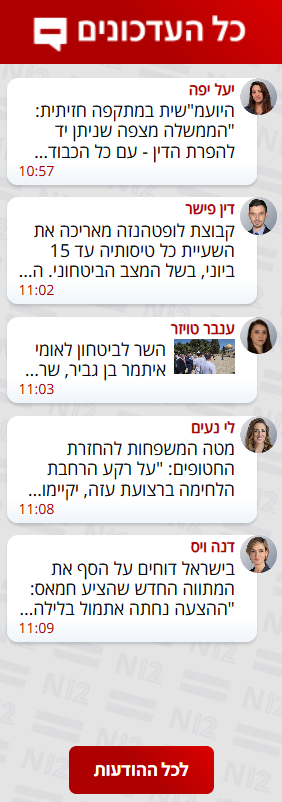 כל העדכונים
יעל יפה
היועמ"שית במתקפה חזיתית:
"הממשלה מצפה שניתן יד
להפרת הדין - עם כל הכבוד...
10:57
דין פישר
קבוצת לופטהנזה מאריכה את
השעיית כל טיסותיה עד 15
ביוני, בשל המצב הביטחוני. ה...
11:02
ענבר טויזר
השר לביטחון לאומי
איתמר בן גביר, שר...
11:03
לי נעים
מטה המשפחות להחזרת
החטופים: "על רקע הרחבת
הלחימה ברצועת עזה, יקיימו...
11:08
דנה ויס
בישראל דוחים על הסף את
המתווה החדש שהציע חמאס:
"ההצעה נחתה אתמול בלילה...
11:09
N12
N12
N12
לכל ההודעות